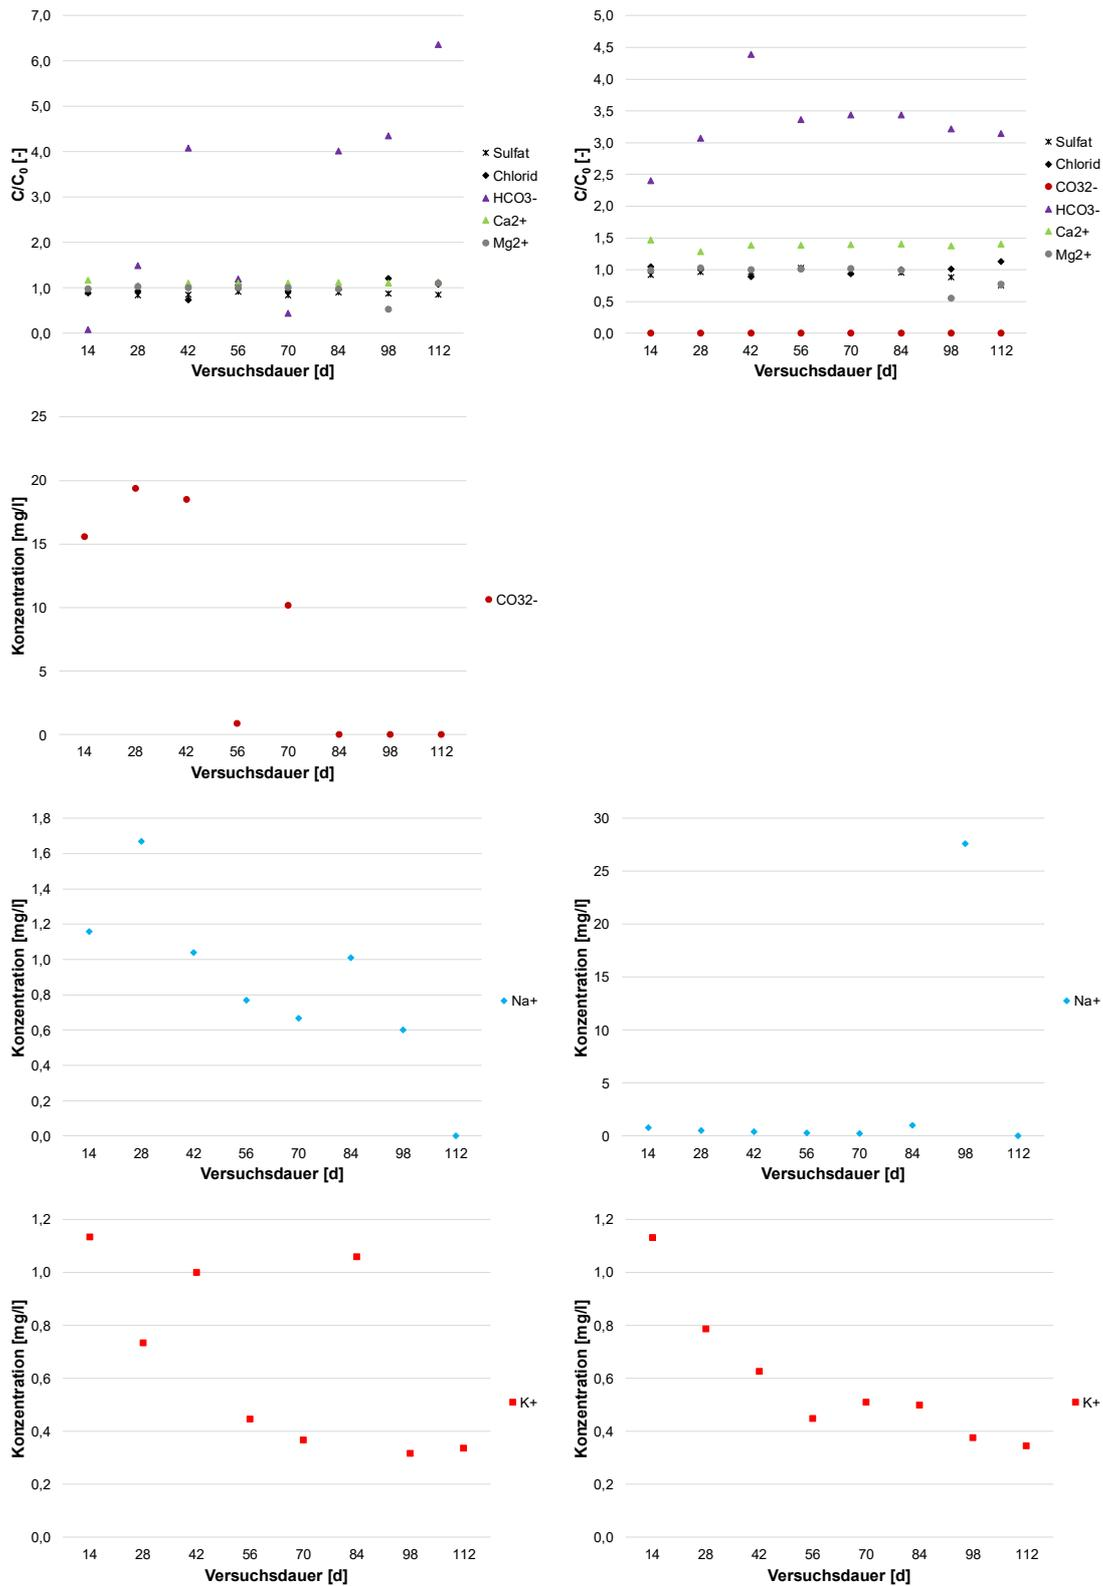 7,0
6,0
5,0
4,0
3,0
2,0
1,0
0,0
C/C0 [-]
14 28 42 56 70 84 98 112
Versuchsdauer [d]
Sulfat
Chlorid
HCO3-
Ca2+
Mg2+
5,0
4,5
4,0
3,5
3,0
2,5
2,0
1,5
1,0
0,5
0,0
C/C0 [-]
14 28 42 56 70 84 98 112
Versuchsdauer [d]
Sulfat
Chlorid
CO32-
HCO3-
Ca2+
Mg2+
25
20
15
10
5
0
Konzentration [mg/l]
14 28 42 56 70 84 98 112
Versuchsdauer [d]
CO32-
1,8
1,6
1,4
1,2
1,0
0,8
0,6
0,4
0,2
0,0
Konzentration [mg/l]
14 28 42 56 70 84 98 112
Versuchsdauer [d]
Na+
30
25
20
15
10
5
0
Konzentration [mg/l]
14 28 42 56 70 84 98 112
Versuchsdauer [d]
Na+
1,2
1,0
0,8
0,6
0,4
0,2
0,0
Konzentration [mg/l]
14 28 42 56 70 84 98 112
Versuchsdauer [d]
K+
1,2
1,0
0,8
0,6
0,4
0,2
0,0
Konzentration [mg/l]
14 28 42 56 70 84 98 112
Versuchsdauer [d]
K+